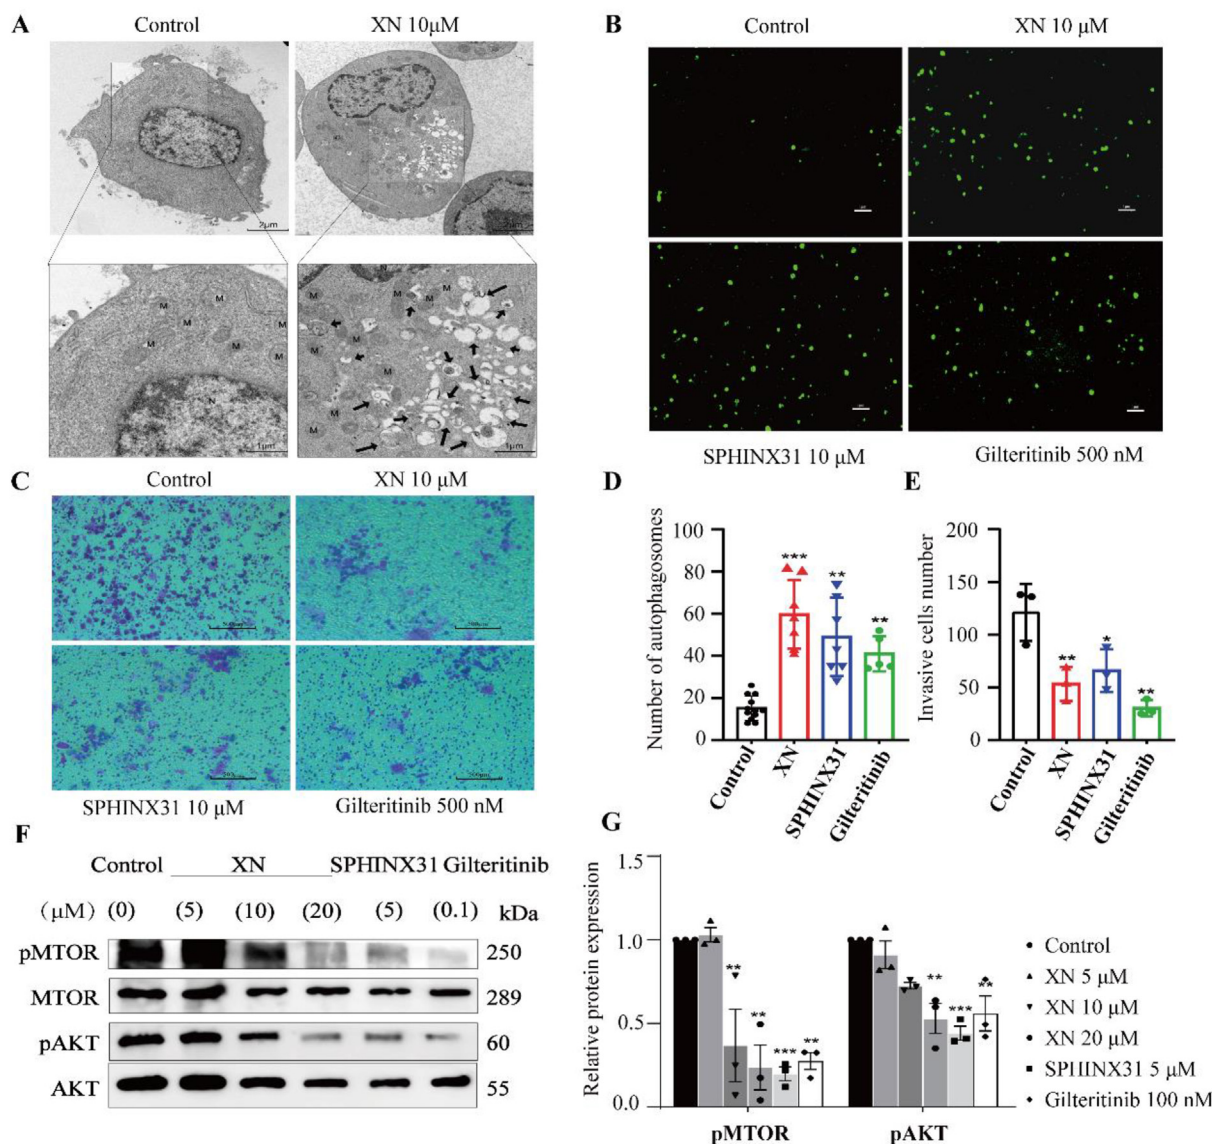 A
Control
XN 10μM
2μm
2μm
M
M
M
M
M
M
M
M
N
1μm
N
M
M
M
M
M
M
M
M
M
M
1μm
B
Control
XN 10 μM
SPHINX31 10 μM
Gilteritinib 500 nM
C
Control
XN 10 μM
200μm
SPHINX31 10 μM
Gilteritinib 500 nM
D
Number of autophagosomes
100
80
60
40
20
0
***
**
**
Control
XN
SPHINX31
Gilteritinib
E
Invasive cells number
200
150
100
50
0
**
*
**
Control
XN
SPHINX31
Gilteritinib
F
Control XN SPHINX31 Gilteritinib
(μM) (0) (5) (10) (20) (5) (0.1) kDa
pMTOR 250
MTOR 289
pAKT 60
AKT 55
G
Relative protein expression
1.5
1.0
0.5
0.0
**
**
***
**
**
***
**
pMTOR
pAKT
Control
XN 5 μM
XN 10 μM
XN 20 μM
SPHINX31 5 μM
Gilteritinib 100 nM